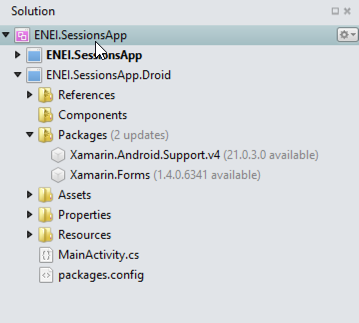 Solution
ENEI.SessionsApp
ENEI.SessionsApp
ENEI.SessionsApp.Droid
References
Components
Packages (2 updates)
Xamarin.Android.Support.v4 (21.0.3.0 available)
Xamarin.Forms (1.4.0.6341 available)
Assets
Properties
Resources
MainActivity.cs
packages.config